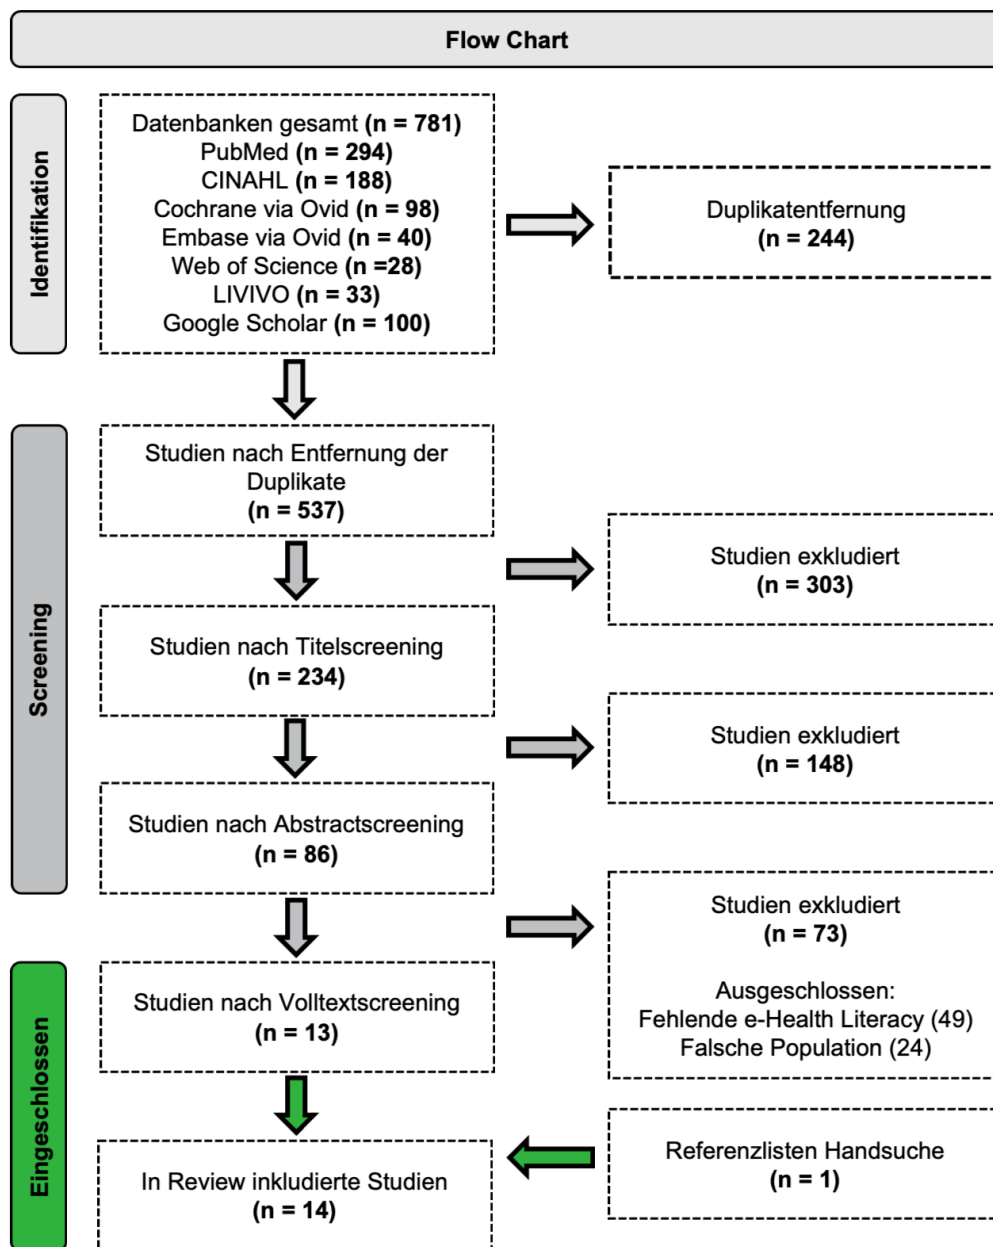 Flow Chart
Identifikation
Datenbanken gesamt (n = 781)
PubMed (n = 294)
CINAHL (n = 188)
Cochrane via Ovid (n = 98)
Embase via Ovid (n = 40)
Web of Science (n =28)
LIVIVO (n = 33)
Google Scholar (n = 100)
Duplikatentfernung
(n = 244)
Screening
Studien nach Entfernung der
Duplikate
(n = 537)
Studien exkludiert
(n = 303)
Studien nach Titelscreening
(n = 234)
Studien exkludiert
(n = 148)
Studien nach Abstractscreening
(n = 86)
Studien exkludiert
(n = 73)
Ausgeschlossen:
Fehlende e-Health Literacy (49)
Falsche Population (24)
Eingeschlossen
Studien nach Volltextscreening
(n = 13)
Referenzlisten Handsuche
(n = 1)
In Review inkludierte Studien
(n = 14)